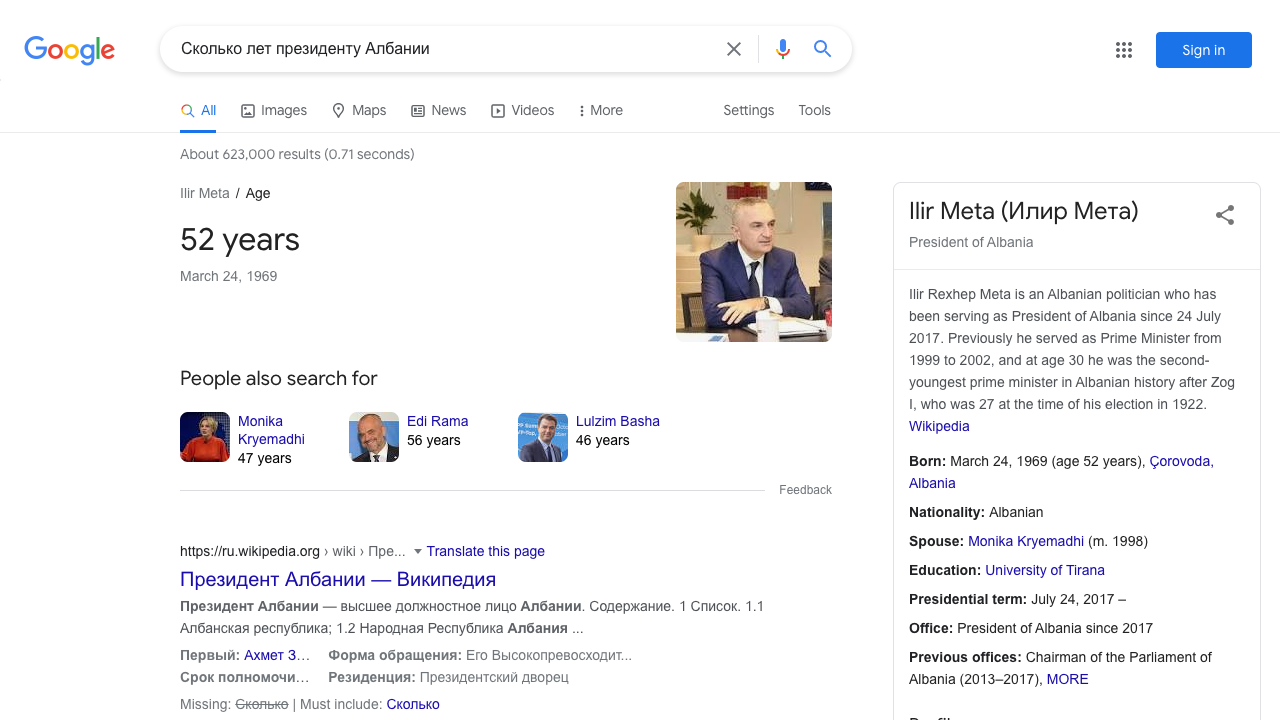 Google
Сколько лет президенту Албании
Sign in
All
Images
Maps
News
Videos
More
Settings
Tools
About 623,000 results (0.71 seconds)
Ilir Meta / Age
52 years
March 24, 1969
People also search for
Monika
Kryemadhi
47 years
Edi Rama
56 years
Lulzim Basha
46 years
Feedback
https://ru.wikipedia.org › wiki › Пре... Translate this page
Президент Албании — Википедия
Президент Албании — высшее должностное лицо Албании. Содержание. 1 Список. 1.1
Албанская республика; 1.2 Народная Республика Албания ...
Первый: Ахмет З… Форма обращения: Его Высокопревосходит...
Срок полномочи… Резиденция: Президентский дворец
Missing: Сколько | Must include: Сколько
Ilir Meta (Илир Мета)
President of Albania
Ilir Rexhep Meta is an Albanian politician who has
been serving as President of Albania since 24 July
2017. Previously he served as Prime Minister from
1999 to 2002, and at age 30 he was the second-
youngest prime minister in Albanian history after Zog
I, who was 27 at the time of his election in 1922.
Wikipedia
Born: March 24, 1969 (age 52 years), Çorovoda,
Albania
Nationality: Albanian
Spouse: Monika Kryemadhi (m. 1998)
Education: University of Tirana
Presidential term: July 24, 2017 –
Office: President of Albania since 2017
Previous offices: Chairman of the Parliament of
Albania (2013–2017), MORE